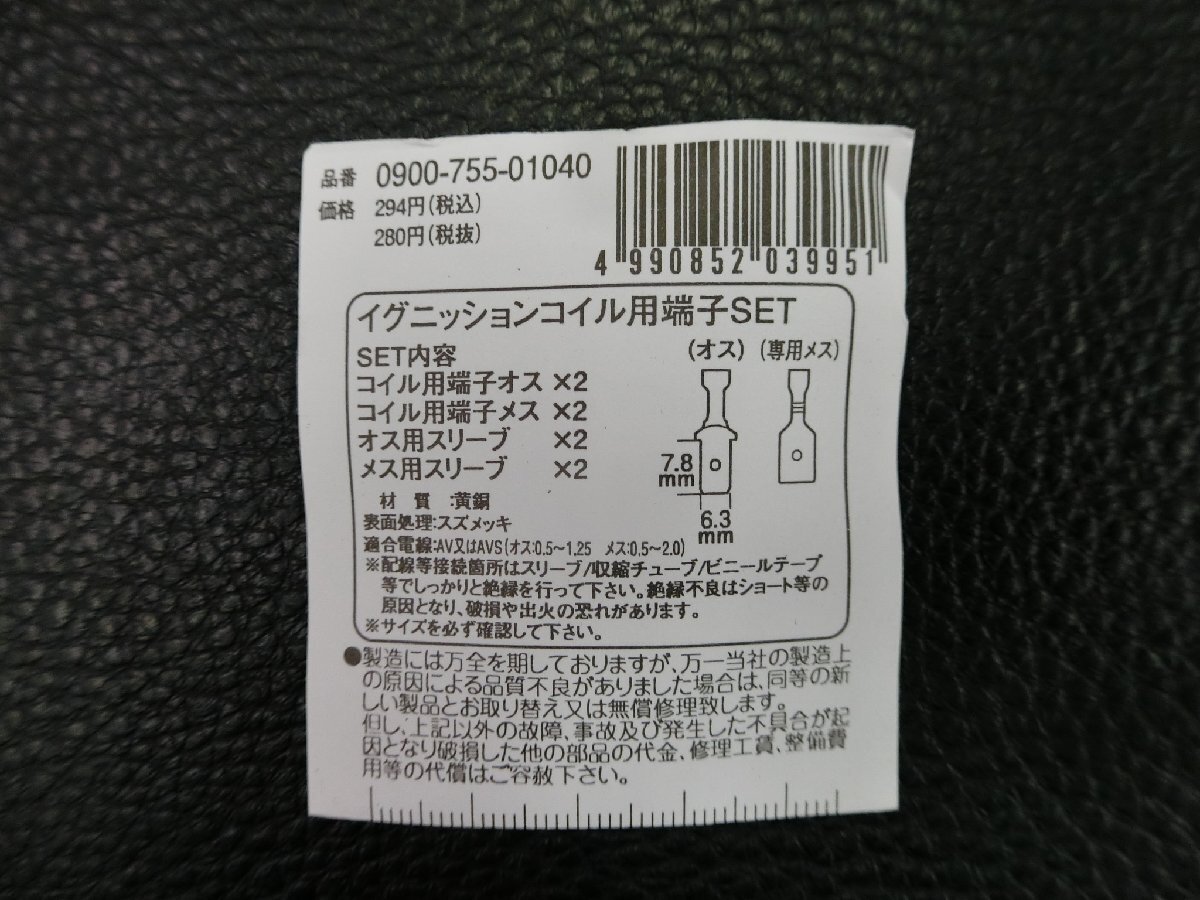 品番 0900-755-01040
価格 294円(税込)
280円(税抜)
4 990852 039951
イグニッションコイル用端子SET
SET内容
(オス) (専用メス)
コイル用端子オス ×2
コイル用端子メス ×2
オス用スリーブ ×2
メス用スリーブ ×2
7.8
mm
6.3
mm
材 質 :黄銅
表面処理:スズメッキ
適合電線:AV又はAVS(オス:0.5~1.25 メス:0.5~2.0)
※配線等接続箇所はスリーブ/収縮チューブ/ビニールテープ
等でしっかりと絶縁を行って下さい。絶縁不良はショート等の
原因となり、破損や出火の恐れがあります。
※サイズを必ず確認して下さい。
●製造には万全を期しておりますが、万一当社の製造上
の原因による品質不良がありました場合は、同等の新
しい製品とお取り替え又は無償修理致します。
但し、上記以外の故障、事故及び発生した不具合が起
因となり破損した他の部品の代金、修理工賃、整備費
用等の代償はご容赦下さい。